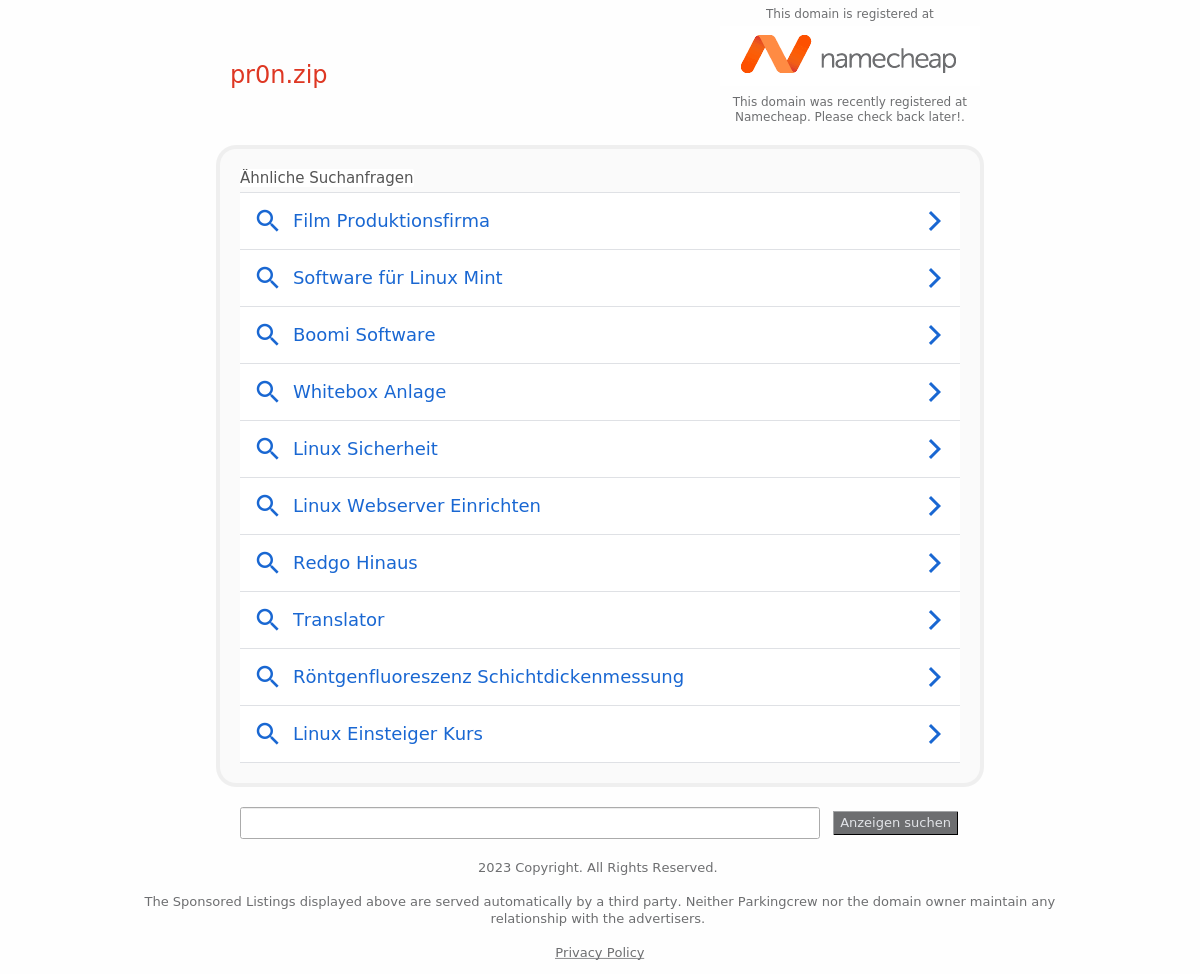 This domain is registered at
pr0n.zip
namecheap
This domain was recently registered at
Namecheap. Please check back later!.
Ähnliche Suchanfragen
Film Produktionsfirma
Software für Linux Mint
Boomi Software
Whitebox Anlage
Linux Sicherheit
Linux Webserver Einrichten
Redgo Hinaus
Translator
Röntgenfluoreszenz Schichtdickenmessung
Linux Einsteiger Kurs
Anzeigen suchen
2023 Copyright. All Rights Reserved.
The Sponsored Listings displayed above are served automatically by a third party. Neither Parkingcrew nor the domain owner maintain any
relationship with the advertisers.
Privacy Policy